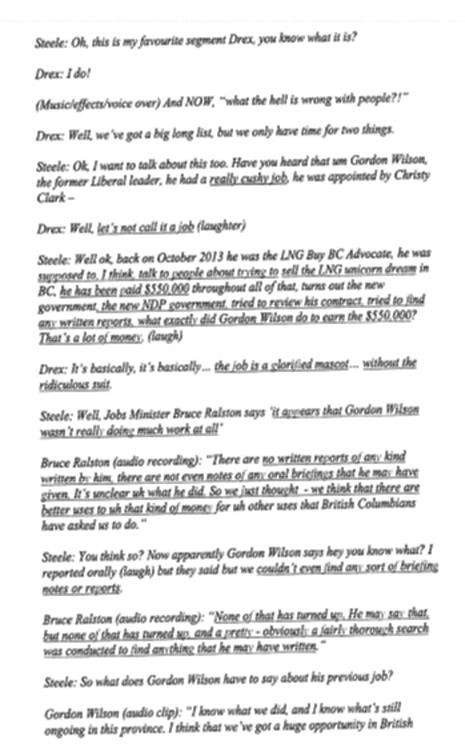 Steele: Oh, this is my favourite segment Drex, you know what it is?
Drex: I do!
(Music/effects/voice over) And NOW, "what the hell is wrong with people?!"
Drex: Well, we've got a big long list, but we only have time for two things.
Steele: Ok, I want to talk about this too. Have you heard that um Gordon Wilson,
the former Liberal leader, he had a really cushy job, he was appointed by Christy
Clark –
Drex: Well, let's not call it a job (laughter)
Steele: Well ok, back on October 2013 he was the LNG Buy BC Advocate, he was
supposed to, I think, talk to people about trying to sell the LNG unicorn dream in
BC, he has been paid $550,000 throughout all of that, turns out the new
government, the new NDP government, tried to review his contract, tried to find
any written reports, what exactly did Gordon Wilson do to earn the $550,000?
That's a lot of money, (laugh)
Drex: It's basically, it's basically... the job is a glorified mascot... without the
ridiculous suit.
Steele: Well, Jobs Minister Bruce Ralston says 'it appears that Gordon Wilson
wasn't really doing much work at all'
Bruce Ralston (audio recording): "There are no written reports of any kind
written by him, there are not even notes of any oral briefings that he may have
given. It's unclear uh what he did. So we just thought - we think that there are
better uses to uh that kind of money for uh other uses that British Columbians
have asked us to do."
Steele: You think so? Now apparently Gordon Wilson says hey you know what? I
reported orally (laugh) but they said but we couldn't even find any sort of briefing
notes or reports.
Bruce Ralston (audio recording): "None of that has turned up. He may say that,
but none of that has turned up, and a pretty - obviously a fairly thorough search
was conducted to find anything that he may have written."
Steele: So what does Gordon Wilson have to say about his previous job?
Gordon Wilson (audio clip): "I know what we did, and I know what's still
ongoing in this province. I think that we've got a huge opportunity in British